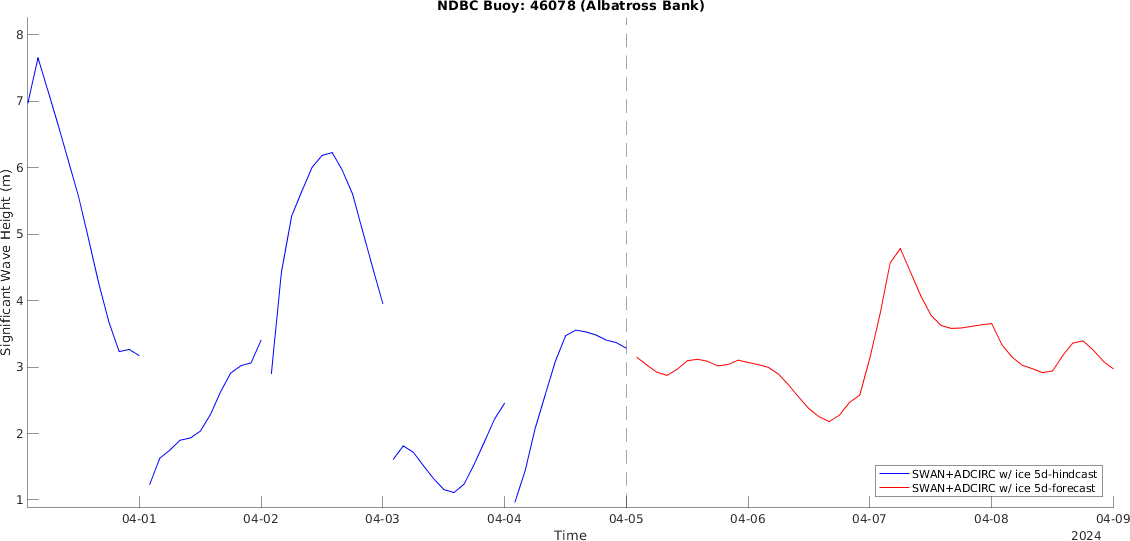 NDBC Buoy: 46078 (Albatross Bank)
Significant Wave Height (m)
8
7
6
5
4
3
2
1
SWAN+ADCIRC w/ ice 5d-hindcast
SWAN+ADCIRC w/ ice 5d-forecast
04-01 04-02 04-03 04-04 04-05 04-06 04-07 04-08 04-09
Time
2024